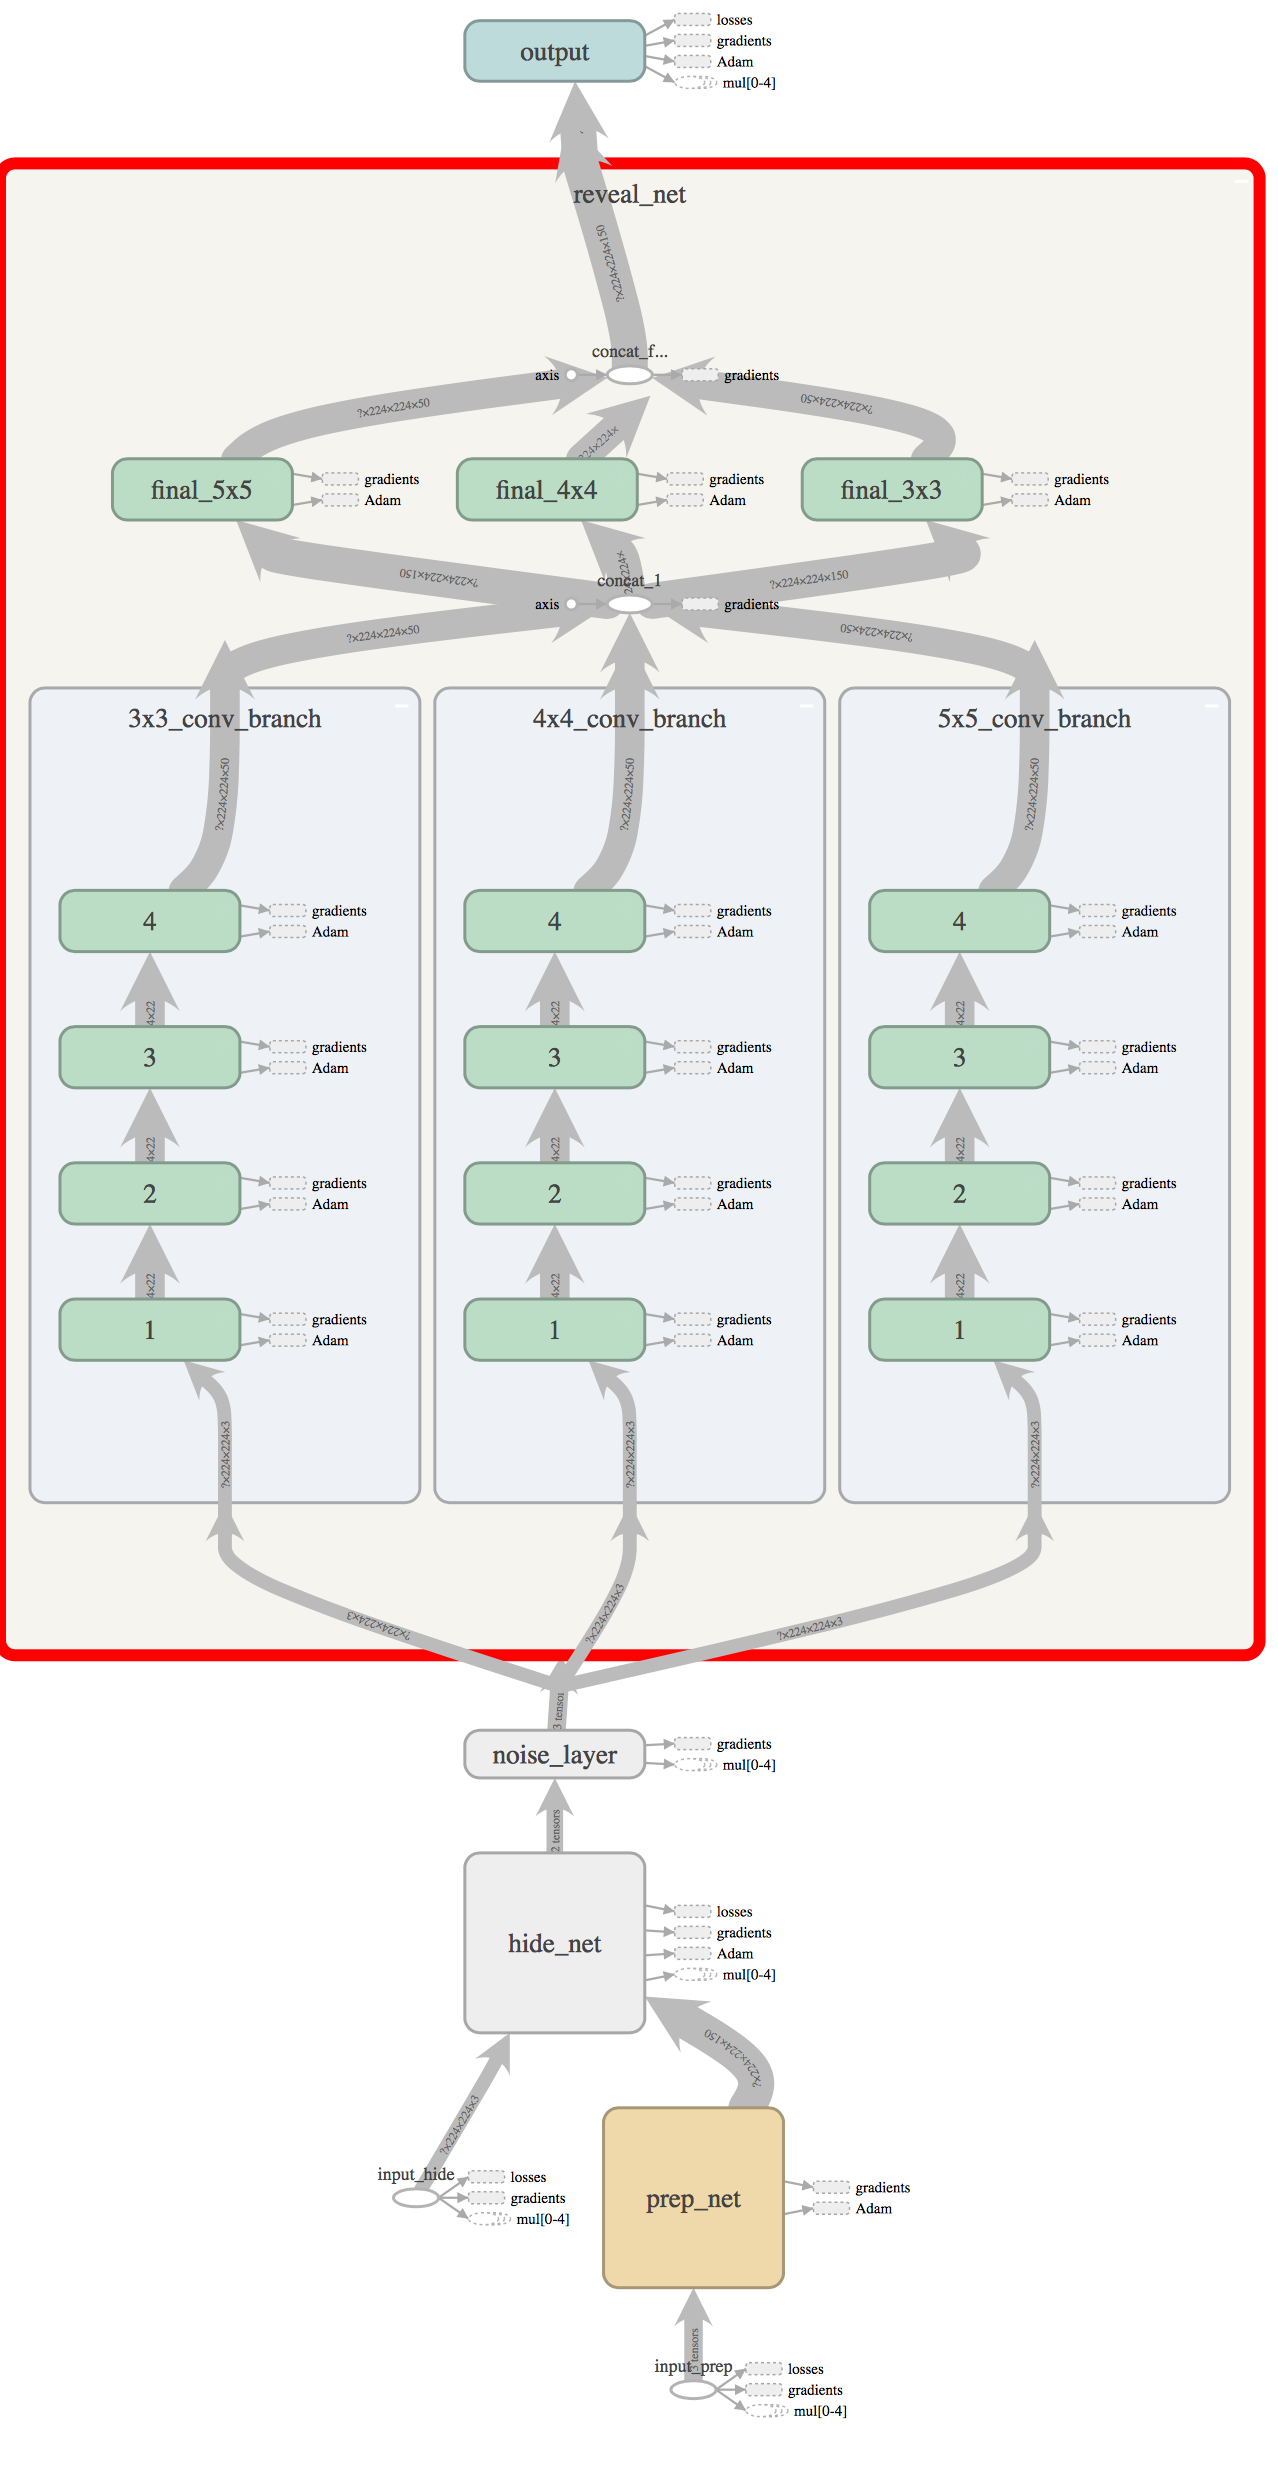 losses
output
gradients
Adam
mul[0-4]
reveal_net
?x224x224x150
concat_f...
axis
gradients
?x224x224x50
?x224x224x50
224x224x
final_5x5
gradients
Adam
final_4x4
gradients
Adam
final_3x3
gradients
Adam
?x224x224x150
?x224x224x150
concat_1
axis
gradients
?x224x224x50
?x224x224x50
3x3_conv_branch
4x4_conv_branch
5x5_conv_branch
?x224x224x50
?x224x224x50
?x224x224x50
4
gradients
Adam
4
gradients
Adam
4
gradients
Adam
4x22
4x22
4x22
3
gradients
Adam
3
gradients
Adam
3
gradients
Adam
4x22
4x22
4x22
2
gradients
Adam
2
gradients
Adam
2
gradients
Adam
4x22
4x22
4x22
1
gradients
Adam
1
gradients
Adam
1
gradients
Adam
?x224x224x3
?x224x224x3
?x224x224x3
?x224x224x3
?x224x224x3
?x224x224x3
3 tensor
noise_layer
gradients
mul[0-4]
2 tensors
hide_net
losses
gradients
Adam
mul[0-4]
?x224x224x150
?x224x224x3
input_hide
losses
gradients
mul[0-4]
prep_net
gradients
Adam
3 tensors
input_prep
losses
gradients
mul[0-4]